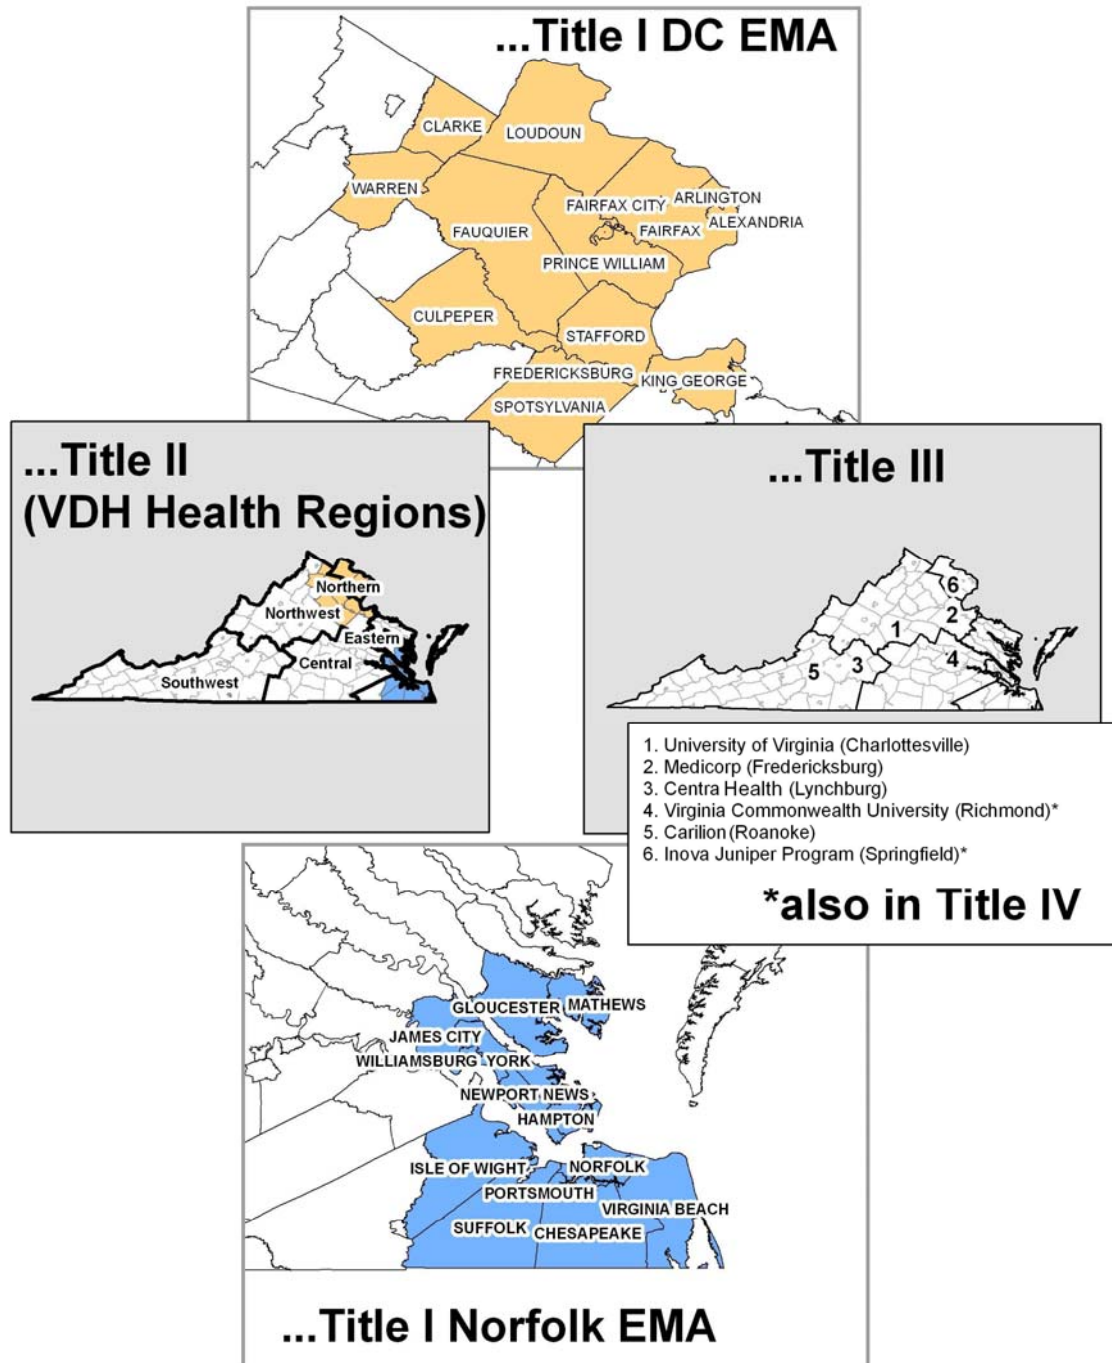 ...Title I DC EMA
CLARKE
LOUDOUN
WARREN
ARLINGTON
FAIRFAX CITY
ALEXANDRIA
FAUQUIER
FAIRFAX
PRINCE WILLIAM
CULPEPER
STAFFORD
FREDERICKSBURG
KING GEORGE
SPOTSYLVANIA
...Title II
(VDH Health Regions)
Northern
Northwest
Eastern
Central
Southwest
...Title III
6
2
1
4
3
5
1. University of Virginia (Charlottesville)
2. Medicorp (Fredericksburg)
3. Centra Health (Lynchburg)
4. Virginia Commonwealth University (Richmond)*
5. Carilion (Roanoke)
6. Inova Juniper Program (Springfield)*
*also in Title IV
GLOUCESTER
MATHEWS
JAMES CITY
WILLIAMSBURG
YORK
NEWPORT NEWS
HAMPTON
ISLE OF WIGHT
NORFOLK
PORTSMOUTH
VIRGINIA BEACH
SUFFOLK
CHESAPEAKE
...Title I Norfolk EMA